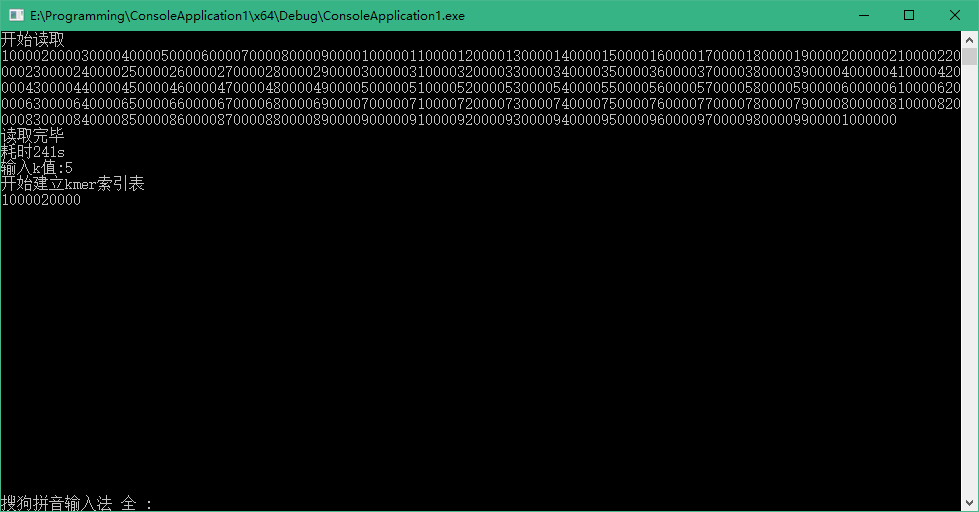 E:\Programming\ConsoleApplication1\x64\Debug\ConsoleApplication1.exe
开始读取
100002000030000400005000060000700008000090000100000110000120000130000140000150000160000170000180000190000200000210000220
000230000240000250000260000270000280000290000300000310000320000330000340000350000360000370000380000390000400000410000420
000430000440000450000460000470000480000490000500000510000520000530000540000550000560000570000580000590000600000610000620
000630000640000650000660000670000680000690000700000710000720000730000740000750000760000770000780000790000800000810000820
0008300008400008500008600008700008800008900009000009100009200009300009400009500009600009700009800009900001000000
读取完毕
耗时241s
输入k值:5
开始建立kmer索引表
1000020000
搜狗拼音输入法 全 :